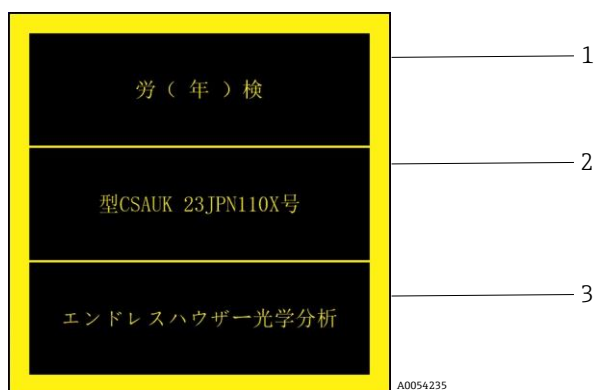 労（ 年 ）検
1
型CSAUK 23JPN110X号
2
エンドレスハウザー光学分析
3
A0054235